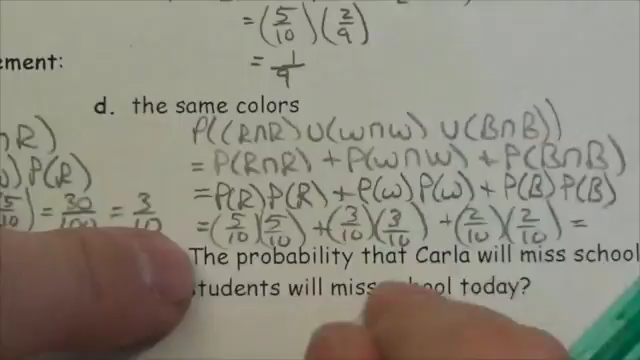 = (5/10)(2/9)
ement:
= 1/9
d. the same colors
∩R)
P((R∩R) ∪ (W∩W) ∪ (B∩B))
= P(R∩R) + P(W∩W) + P(B∩B)
) P(R)
= P(R) P(R) + P(W) P(W) + P(B) P(B)
= 30/100 = 3/10
= (5/10)(5/10) + (3/10)(3/10) + (2/10)(2/10) =
The probability that Carla will miss school
students will miss school today?